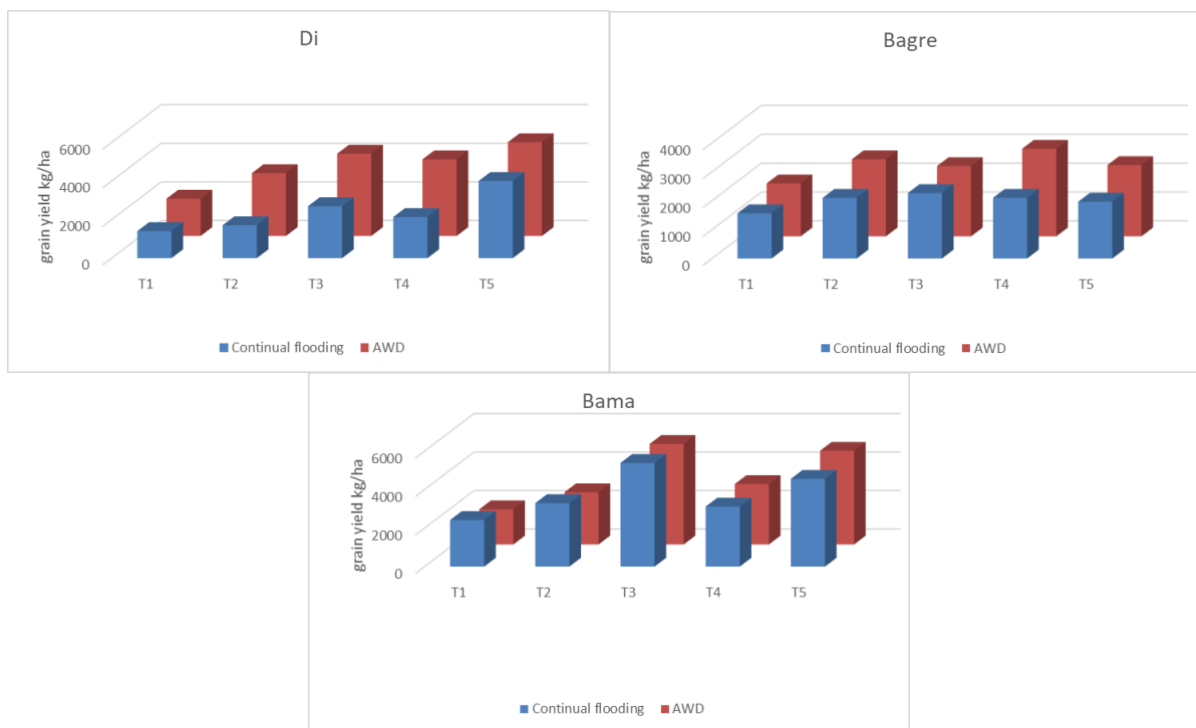 Di
grain yield kg/ha
6000
4000
2000
0
T1 T2 T3 T4 T5
Continual flooding AWD
Bagre
grain yield kg/ha
4000
3000
2000
1000
0
T1 T2 T3 T4 T5
Continual flooding AWD
Bama
grain yield kg/ha
6000
4000
2000
0
T1 T2 T3 T4 T5
Continual flooding AWD